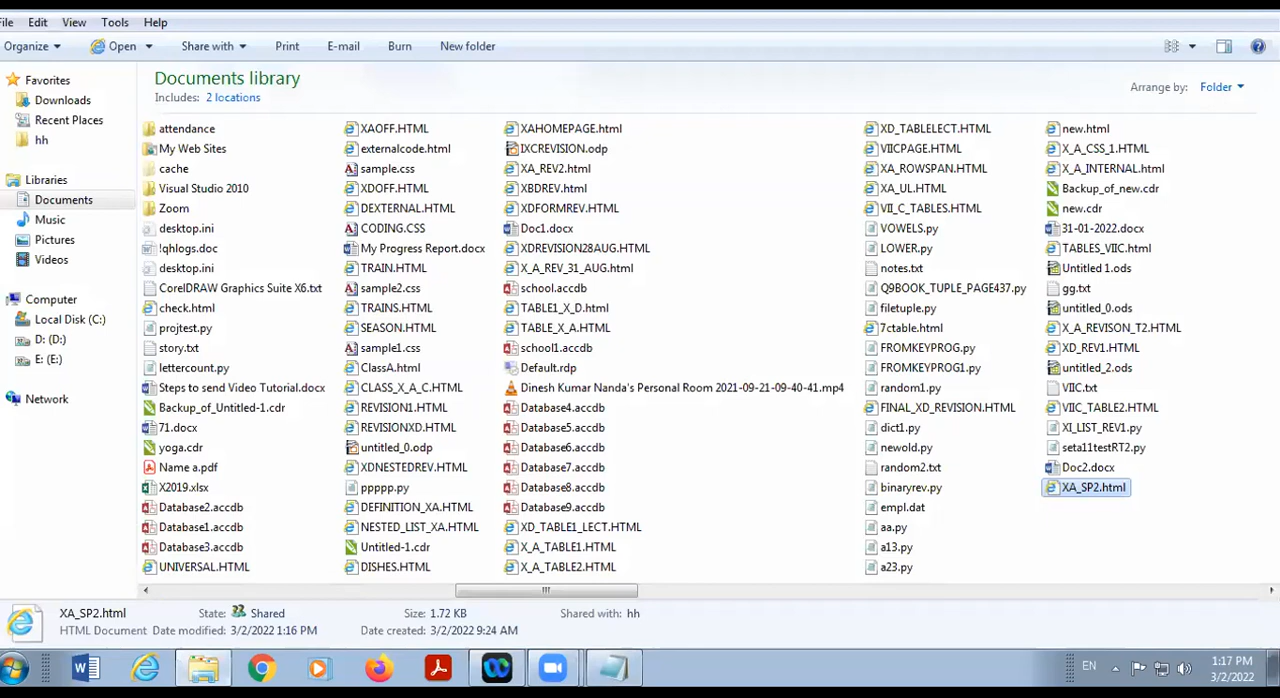 File Edit View Tools Help
Organize Open Share with Print E-mail Burn New folder
Favorites
Downloads
Recent Places
hh
Libraries
Documents
Music
Pictures
Videos
Computer
Local Disk (C:)
D: (D:)
E: (E:)
Network
Documents library
Includes: 2 locations
Arrange by: Folder
attendance
My Web Sites
cache
Visual Studio 2010
Zoom
desktop.ini
!qhlogs.doc
desktop.ini
CorelDRAW Graphics Suite X6.txt
check.html
projtest.py
story.txt
lettercount.py
Steps to send Video Tutorial.docx
Backup_of_Untitled-1.cdr
71.docx
yoga.cdr
Name a.pdf
X2019.xlsx
Database2.accdb
Database1.accdb
Database3.accdb
UNIVERSAL.HTML
XAOFF.HTML
externalcode.html
sample.css
XDOFF.HTML
DEXTERNAL.HTML
CODING.CSS
My Progress Report.docx
TRAIN.HTML
sample2.css
TRAINS.HTML
SEASON.HTML
sample1.css
ClassA.html
CLASS_X_A_C.HTML
REVISION1.HTML
REVISIONXD.HTML
untitled_0.odp
XDNESTEDREV.HTML
ppppp.py
DEFINITION_XA.HTML
NESTED_LIST_XA.HTML
Untitled-1.cdr
DISHES.HTML
XAHOMEPAGE.html
IXCREVISION.odp
XA_REV2.html
XBDREV.html
XDFORMREV.HTML
Doc1.docx
XDREVISION28AUG.HTML
X_A_REV_31_AUG.html
school.accdb
TABLE1_X_D.html
TABLE_X_A.HTML
school1.accdb
Default.rdp
Dinesh Kumar Nanda's Personal Room 2021-09-21-09-40-41.mp4
Database4.accdb
Database5.accdb
Database6.accdb
Database7.accdb
Database8.accdb
Database9.accdb
XD_TABLE1_LECT.HTML
X_A_TABLE1.HTML
X_A_TABLE2.HTML
XD_TABLELECT.HTML
VIICPAGE.HTML
XA_ROWSPAN.HTML
XA_UL.HTML
VII_C_TABLES.HTML
VOWELS.py
LOWER.py
notes.txt
Q9BOOK_TUPLE_PAGE437.py
filetuple.py
7ctable.html
FROMKEYPROG.py
FROMKEYPROG1.py
random1.py
FINAL_XD_REVISION.HTML
dict1.py
newold.py
random2.txt
binaryrev.py
empl.dat
aa.py
a13.py
a23.py
new.html
X_A_CSS_1.HTML
X_A_INTERNAL.html
Backup_of_new.cdr
new.cdr
31-01-2022.docx
TABLES_VIIC.HTML
Untitled 1.ods
gg.txt
untitled_0.ods
X_A_REVISON_T2.HTML
XD_REV1.HTML
untitled_2.ods
VIIC.txt
VIIC_TABLE2.HTML
XI_LIST_REV1.py
seta11testRT2.py
Doc2.docx
XA_SP2.html
XA_SP2.html State: Shared Size: 1.72 KB Shared with: hh
HTML Document Date modified: 3/2/2022 1:16 PM Date created: 3/2/2022 9:24 AM
EN 1:17 PM
3/2/2022